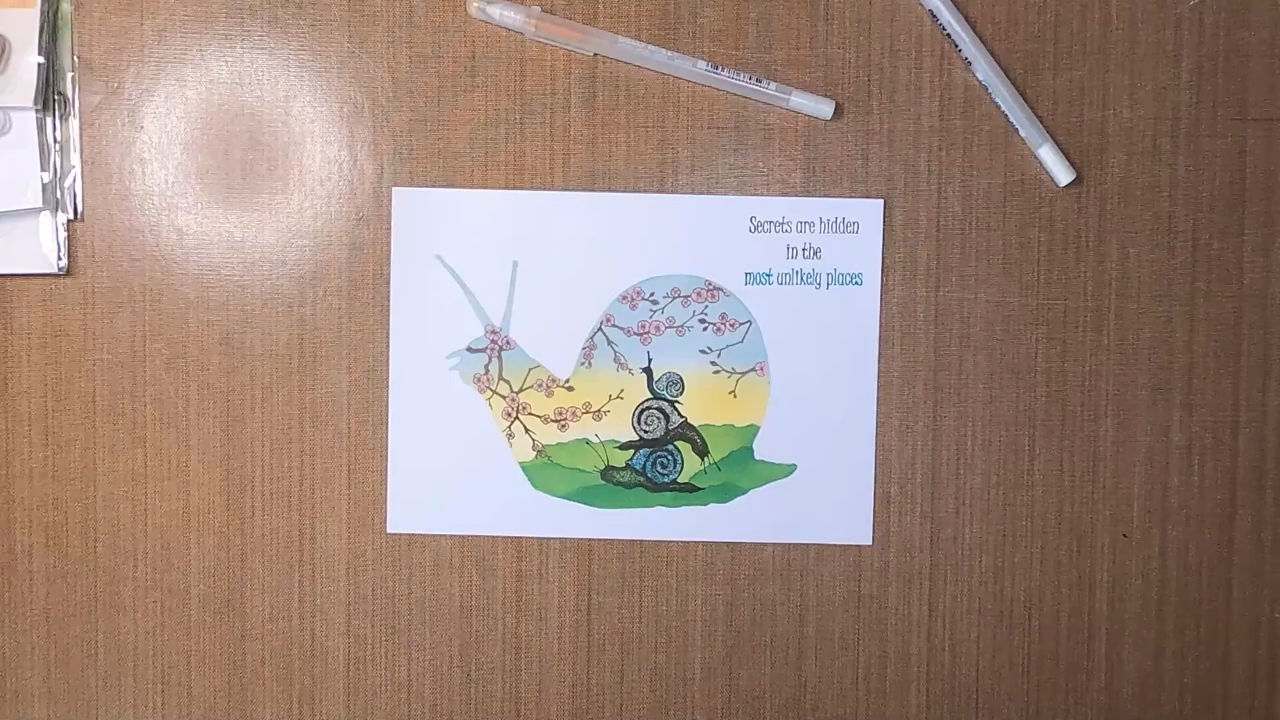 Secrets are hidden
in the
most unlikely places